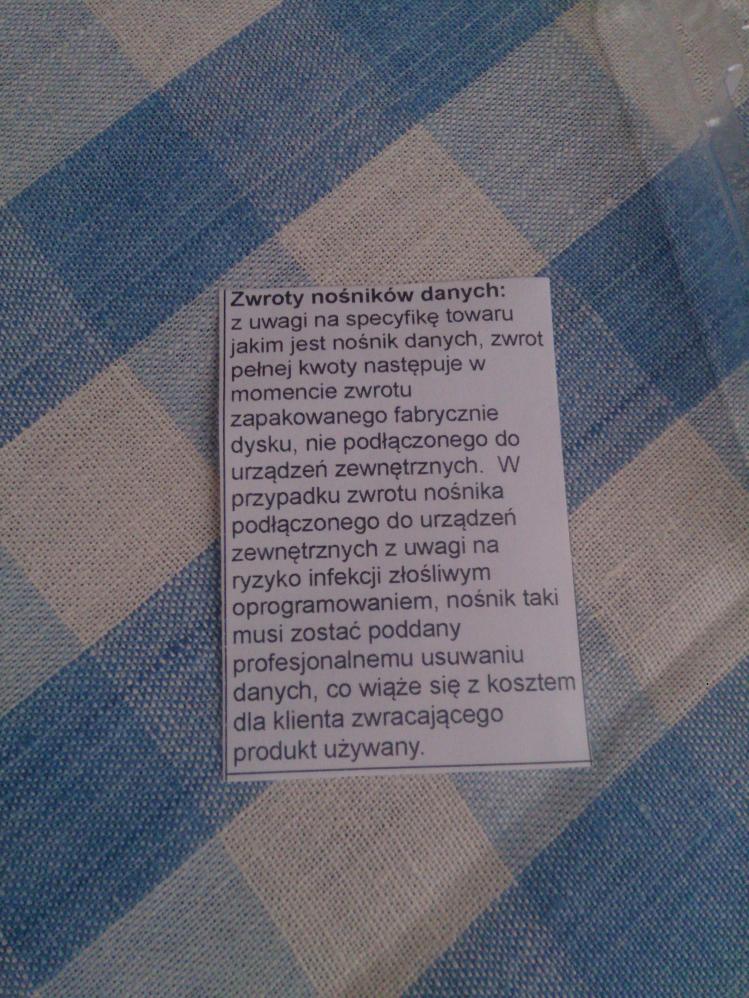 Zwroty nośników danych:
z uwagi na specyfikę towaru
jakim jest nośnik danych, zwrot
pełnej kwoty następuje w
momencie zwrotu
zapakowanego fabrycznie
dysku, nie podłączonego do
urządzeń zewnętrznych.  W
przypadku zwrotu nośnika
podłączonego do urządzeń
zewnętrznych z uwagi na
ryzyko infekcji złośliwym
oprogramowaniem, nośnik taki
musi zostać poddany
profesjonalnemu usuwaniu
danych, co wiąże się z kosztem
dla klienta zwracającego
produkt używany.